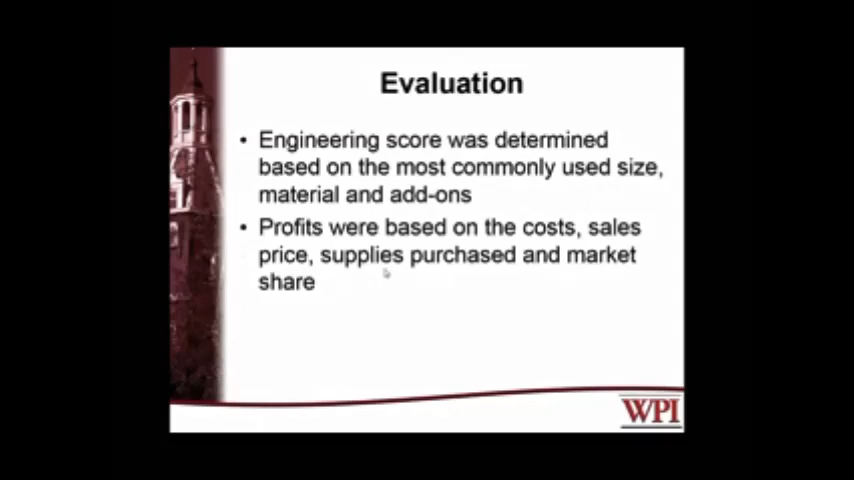 Evaluation
• Engineering score was determined
based on the most commonly used size,
material and add-ons
• Profits were based on the costs, sales
price, supplies purchased and market
share
WPI